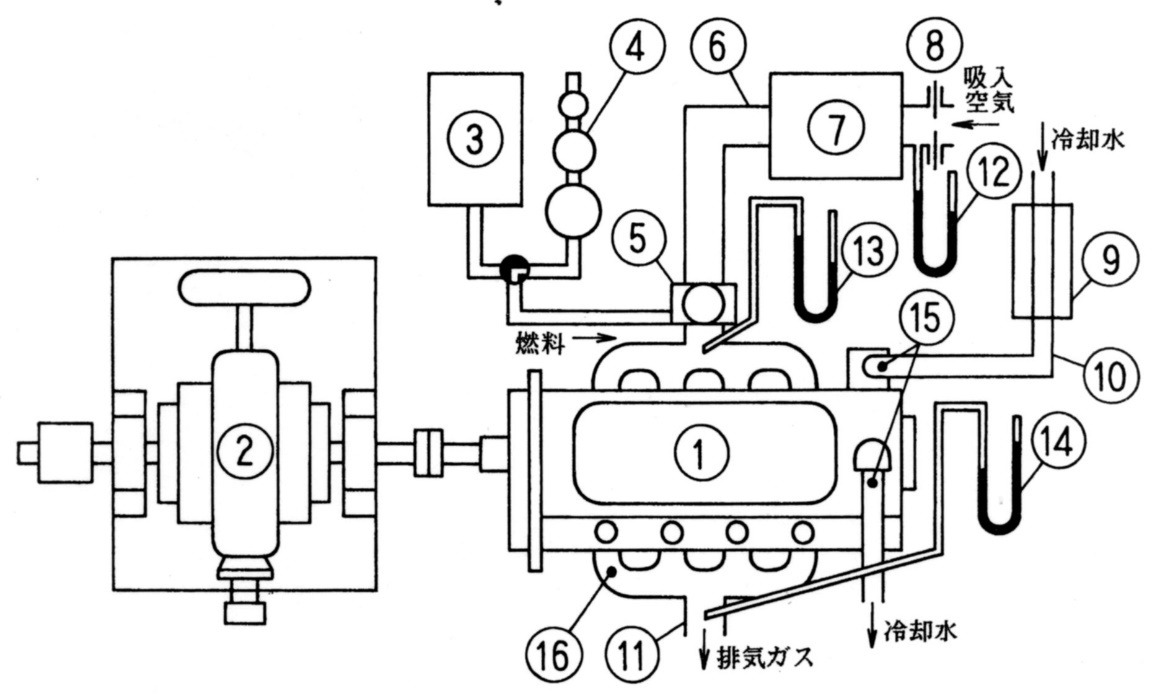 ④
⑥
⑧
吸入
空気
③
⑦
冷却水
⑫
⑤
⑬
⑨
⑮
燃料
⑩
②
①
⑭
⑯
⑪
排気ガス
冷却水